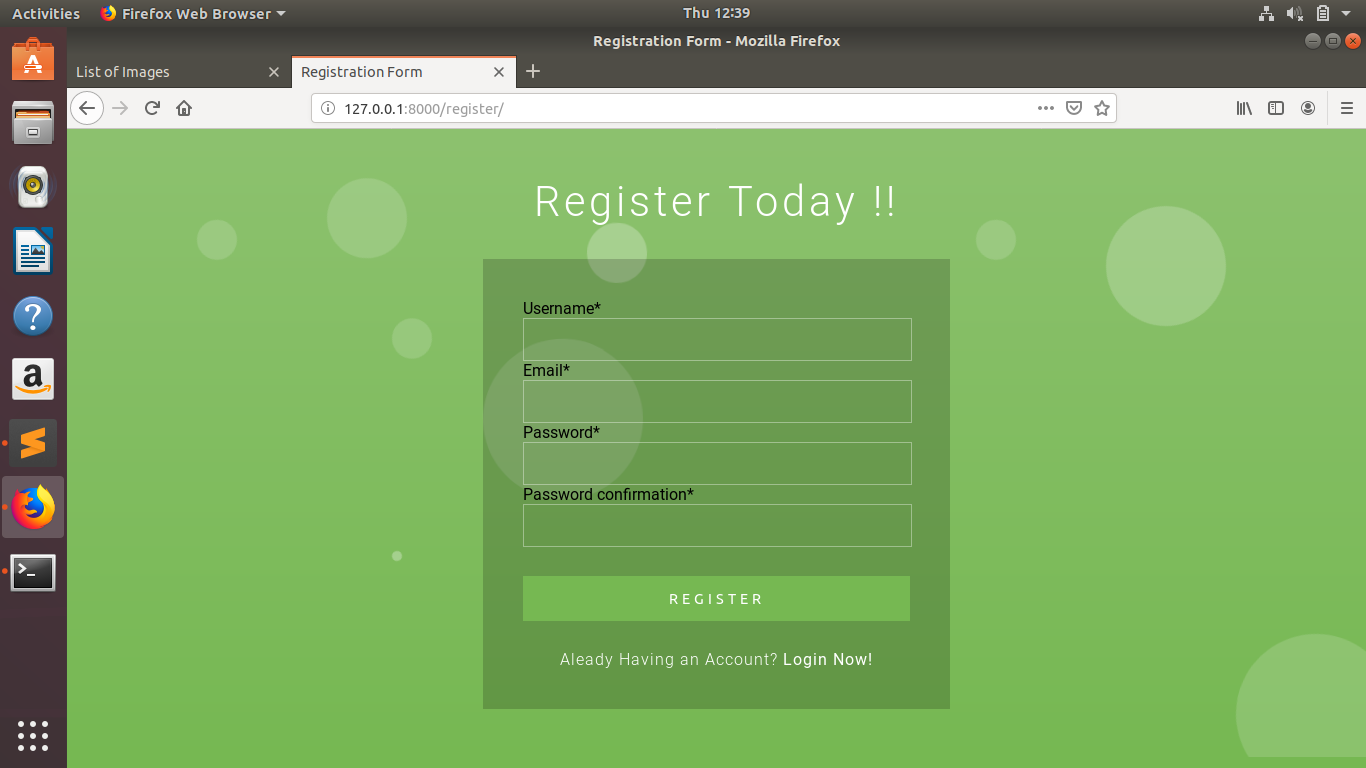 Activities Firefox Web Browser Thu 12:39
Registration Form - Mozilla Firefox
List of Images Registration Form
127.0.0.1:8000/register/
Register Today !!
Username*
Email*
Password*
Password confirmation*
REGISTER
Aleady Having an Account? Login Now!